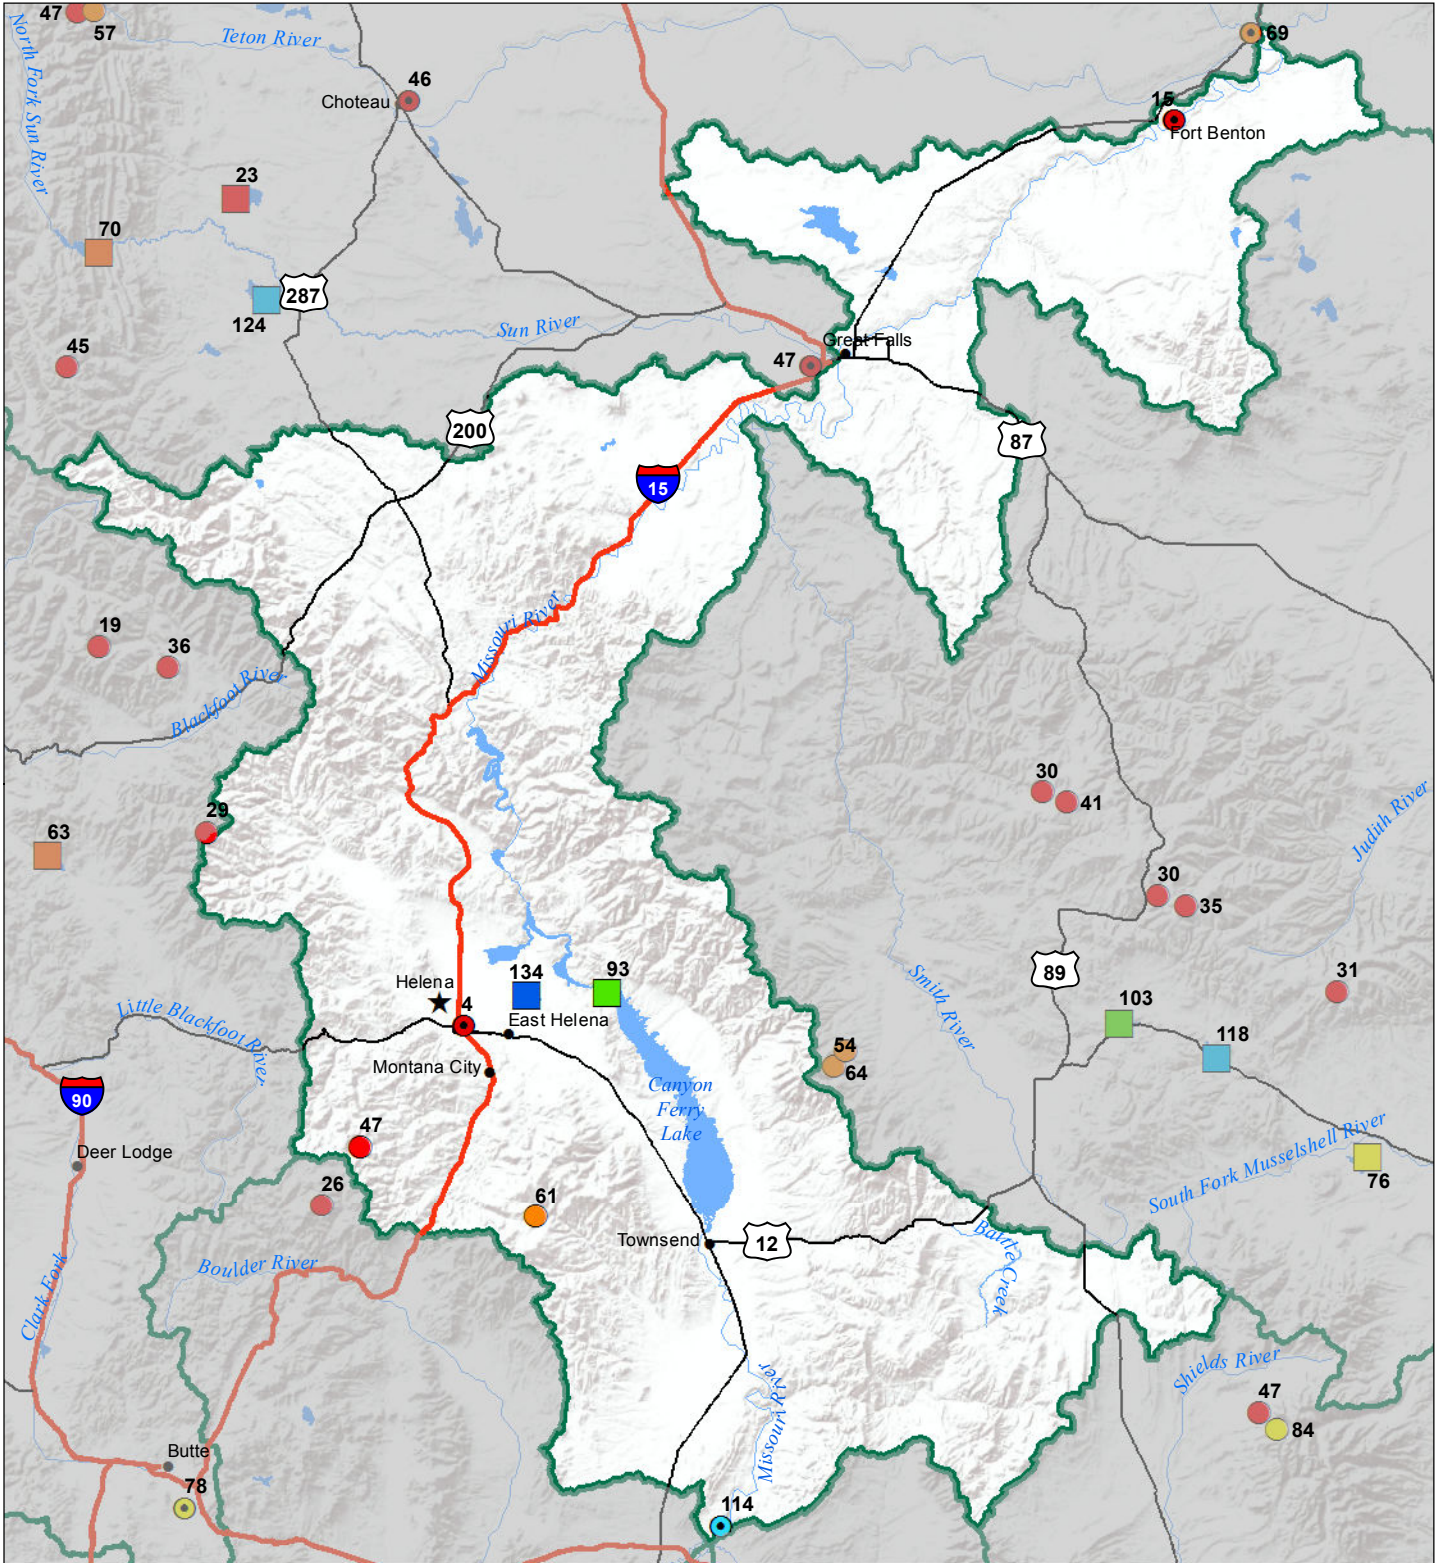 47
57
Teton River
North Fork Sun River
69
46
Choteau
15
Fort Benton
23
70
287
124
Sun River
Great Falls
47
45
200
87
15
Missouri River
19
36
Blackfoot River
30
41
Judith River
29
63
30
35
Smith River
89
31
Helena
134
93
103
4
East Helena
118
Little Blackfoot River
Montana City
54
64
90
Canyon
Ferry
Lake
Deer Lodge
47
South Fork Musselshell River
76
26
61
Townsend
12
Battle Creek
Boulder River
Clark Fork
Missouri River
Shields River
47
84
Butte
78
114